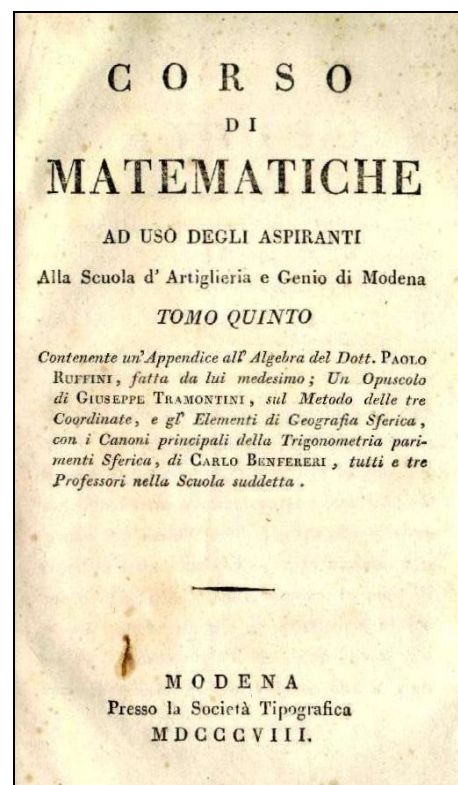 CORSO
DI
MATEMATICHE
AD USO DEGLI ASPIRANTI
Alla Scuola d' Artiglieria e Genio di Modena
TOMO QUINTO
Contenente un' Appendice all' Algebra del Dott. PAOLO
RUFFINI, fatta da lui medesimo; Un Opuscolo
di GIUSEPPE TRAMONTINI, sul Metodo delle tre
Coordinate, e gl' Elementi di Geografia Sferica,
con i Canoni principali della Trigonometria pari-
menti Sferica, di CARLO BENFERERI, tutti e tre
Professori nella Scuola suddetta.
MODENA
Presso la Società Tipografica
MDCCCVIII.